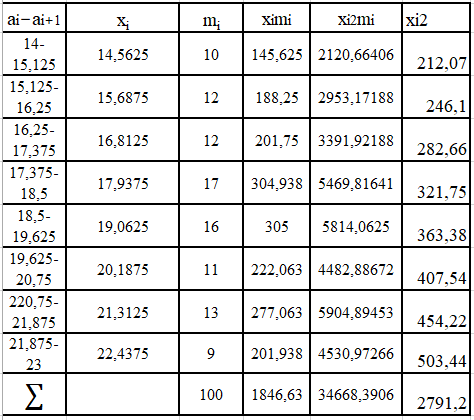 ai−ai+1 xi mi ximi xi2mi xi2
14-
15,125 14,5625 10 145,625 2120,66406 212,07
15,125-
16,25 15,6875 12 188,25 2953,17188 246,1
16,25-
17,375 16,8125 12 201,75 3391,92188 282,66
17,375-
18,5 17,9375 17 304,938 5469,81641 321,75
18,5-
19,625 19,0625 16 305 5814,0625 363,38
19,625-
20,75 20,1875 11 222,063 4482,88672 407,54
220,75-
21,875 21,3125 13 277,063 5904,89453 454,22
21,875-
23 22,4375 9 201,938 4530,97266 503,44
∑ 100 1846,63 34668,3906 2791,2